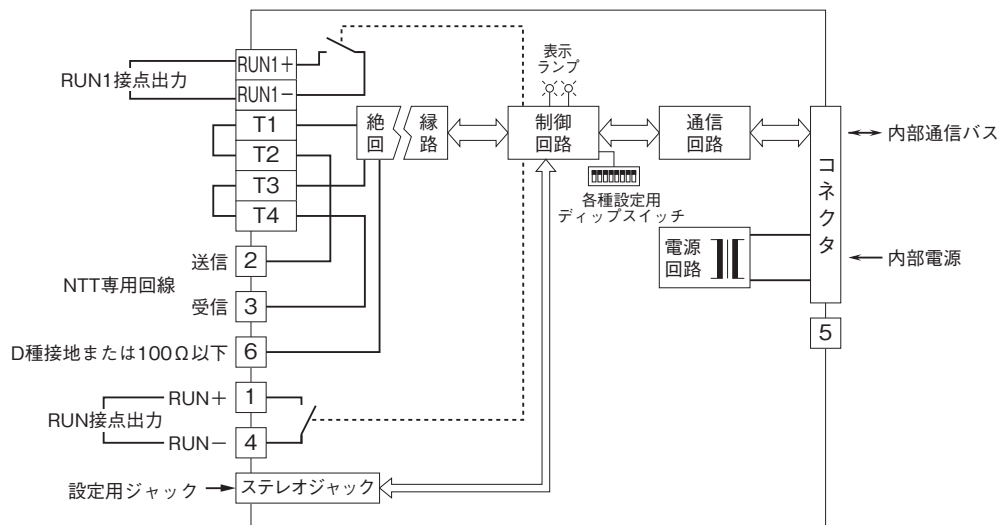 RUN1接点出力
RUN1+
RUN1−
T1
T2
T3
T4
絶縁
回路
表示
ランプ
制御
回路
各種設定用
ディップスイッチ
通信
回路
電源
回路
コネクタ
内部通信バス
内部電源
5
NTT専用回線
送信
2
受信
3
D種接地または100Ω以下
6
RUN接点出力
RUN+
1
RUN−
4
設定用ジャック
ステレオジャック